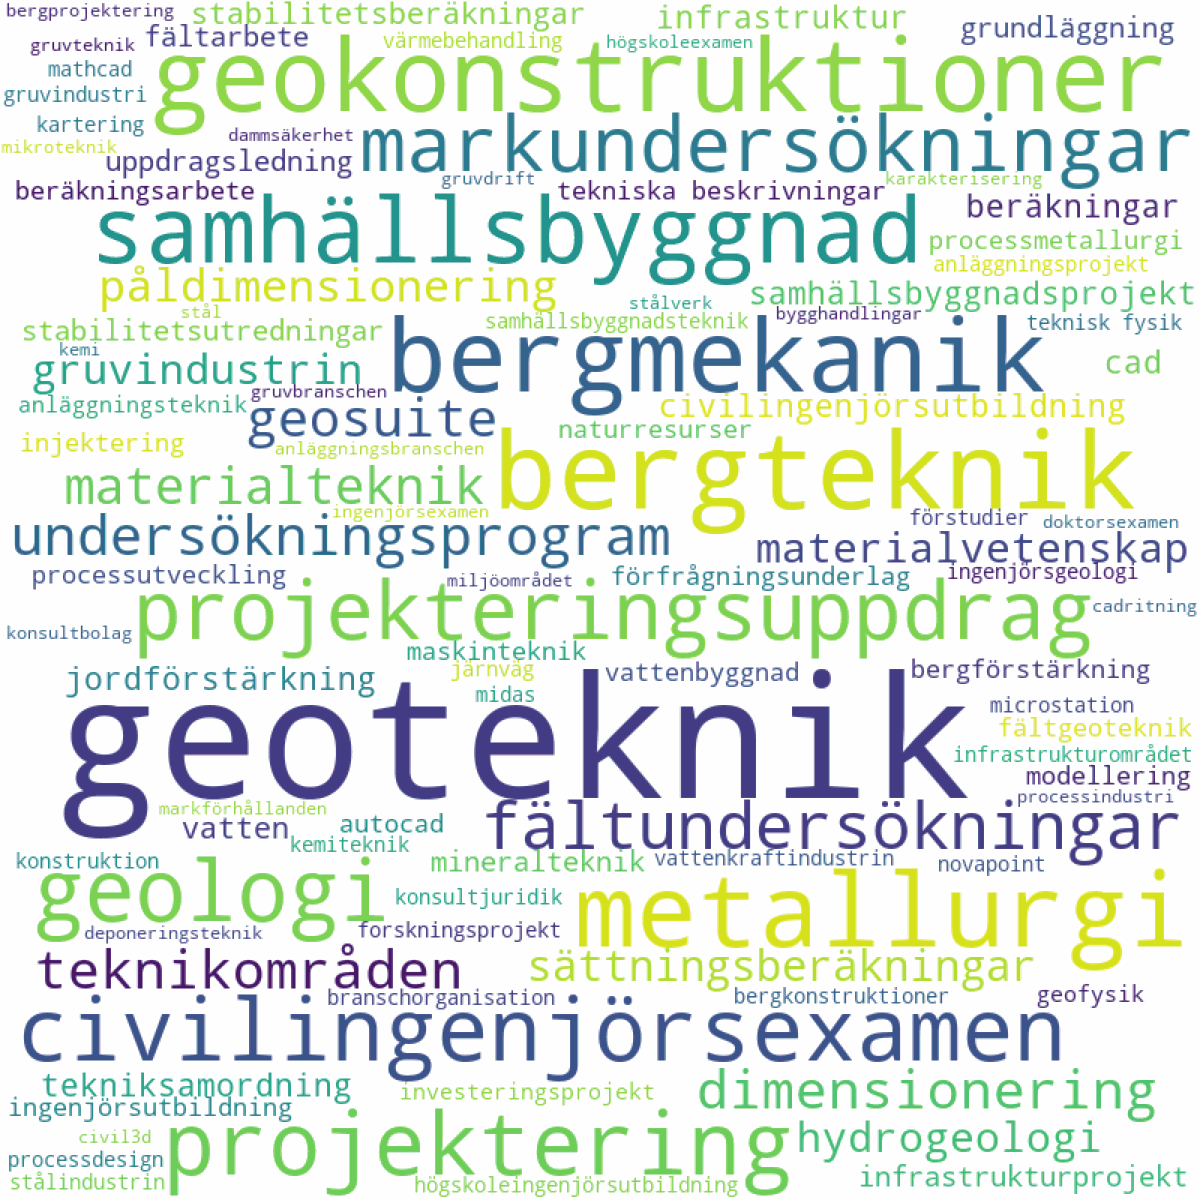 bergprojektering
stabilitetsberäkningar
infrastruktur
grundläggning
gruvteknik
fältarbete
värmebehandling
högskoleexamen
mathcad
geokonstruktioner
gruvindustri
kartering
dammsäkerhet
markundersökningar
mikroteknik
uppdragsledning
gruvdrift
tekniska beskrivningar
karakterisering
beräkningsarbete
beräkningar
samhällsbyggnad
processmetallurgi
anläggningsprojekt
påldimensionering
stålverk
samhällsbyggnadsprojekt
stål
samhällsbyggnadsteknik
bygghandlingar
teknisk fysik
stabilitetsutredningar
kemi
gruvindustrin
bergmekanik
cad
gruvbranschen
anläggningsteknik
geosuite
civilingenjörsutbildning
injektering
anläggningsbranschen
naturresurser
bergteknik
materialteknik
ingenjörsexamen
förstudier
doktorsexamen
undersökningsprogram
materialvetenskap
processutveckling
miljöområdet
förfrågningsunderlag
ingenjörsgeologi
projekteringsuppdrag
cadritning
konsultbolag
maskinteknik
jordförstärkning
järnväg
vattenbyggnad
bergförstärkning
midas
microstation
geoteknik
fältgeoteknik
infrastrukturområdet
modellering
processindustri
markförhållanden
vatten
autocad
fältundersökningar
kemiteknik
konstruktion
mineralteknik
vattenkraftindustrin
novapoint
geologi
konsultjuridik
metallurgi
deponeringsteknik
forskningsprojekt
teknikområden
sättningsberäkningar
branschorganisation
bergkonstruktioner
geofysik
civilingenjörsexamen
tekniksamordning
investeringsprojekt
dimensionering
ingenjörsutbildning
civil3d
projektering
hydrogeologi
processdesign
stålindustrin
högskoleingenjörsutbildning
infrastrukturprojekt